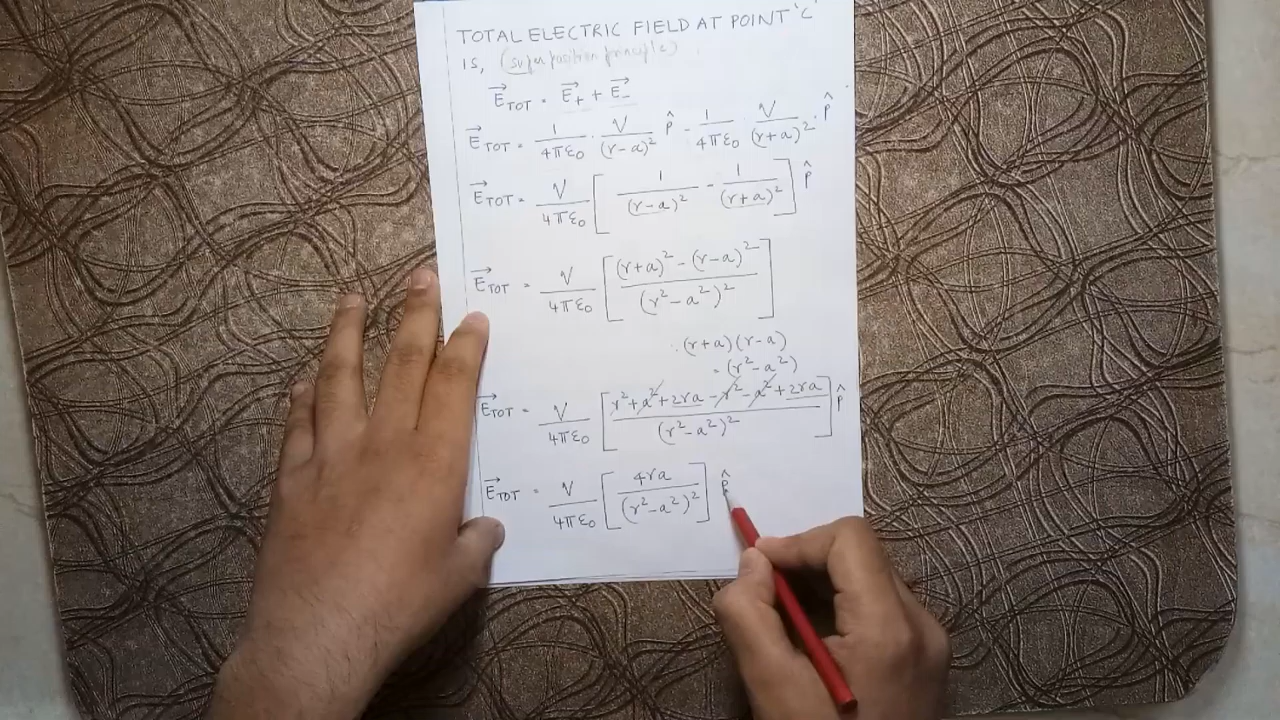 TOTAL ELECTRIC FIELD AT POINT 'C'
IS, (superposition principle)
E⃗TOT = E⃗₊ + E⃗₋
E⃗TOT = 1/4πε₀ · V/(r-a)² p̂ - 1/4πε₀ · V/(r+a)² · p̂
E⃗TOT = V/4πε₀ [ 1/(r-a)² - 1/(r+a)² ] p̂
E⃗TOT = V/4πε₀ [ (r+a)² - (r-a)² / (r²-a²)² ]
∴ (r+a)(r-a)
= (r²-a²)
E⃗TOT = V/4πε₀ [ r²+a²+2ra-r²-a²+2ra / (r²-a²)² ] p̂
E⃗TOT = V/4πε₀ [ 4ra / (r²-a²)² ] p̂